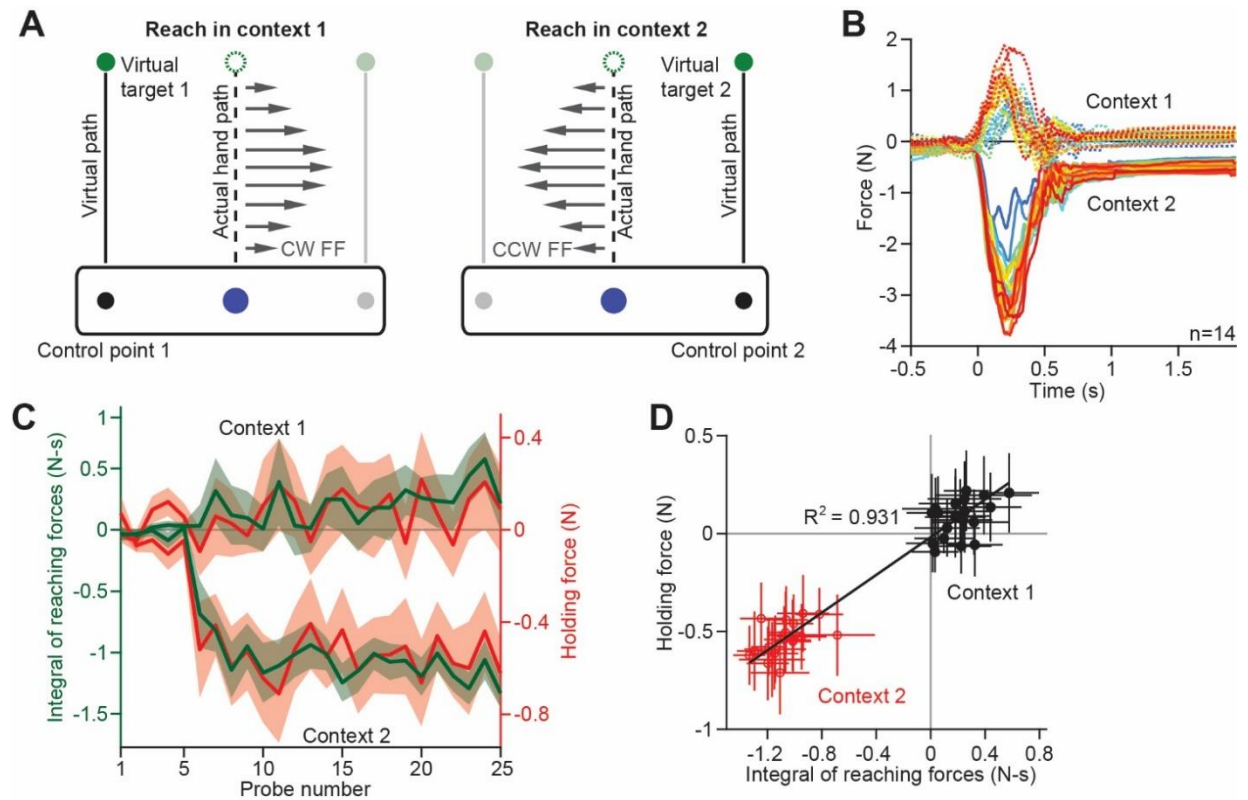 A
Reach in context 1
Reach in context 2
Virtual target 1
Virtual path
Actual hand path
CW FF
Control point 1
Virtual target 2
Virtual path
Actual hand path
CCW FF
Control point 2
B
Force (N)
2
1
0
-1
-2
-3
-4
Context 1
Context 2
n=14
-0.5
0
0.5
1
1.5
Time (s)
C
Integral of reaching forces (N-s)
1
0.5
0
-0.5
-1
-1.5
Context 1
Context 2
0.4
0
-0.4
-0.8
Holding force (N)
1
5
10
15
20
25
Probe number
D
Holding force (N)
0.5
0
-0.5
-1
R² = 0.931
Context 1
Context 2
-1.2
-0.8
-0.4
0
0.4
0.8
Integral of reaching forces (N-s)